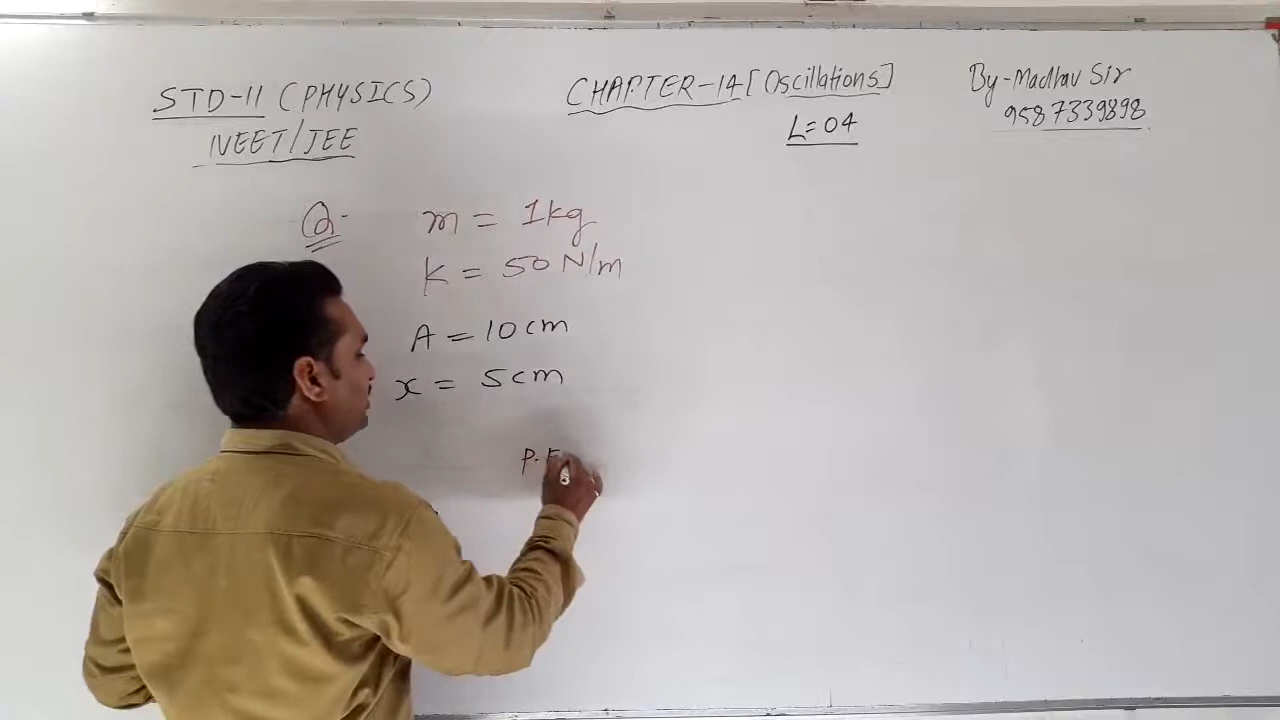 STD-11 (PHYSICS)
NEET/JEE
CHAPTER-14 [Oscillations]
L=04
By-Madhav Sir
9587339898
Q.
m = 1kg
K = 50 N/m
A = 10 cm
x = 5 cm
P.E